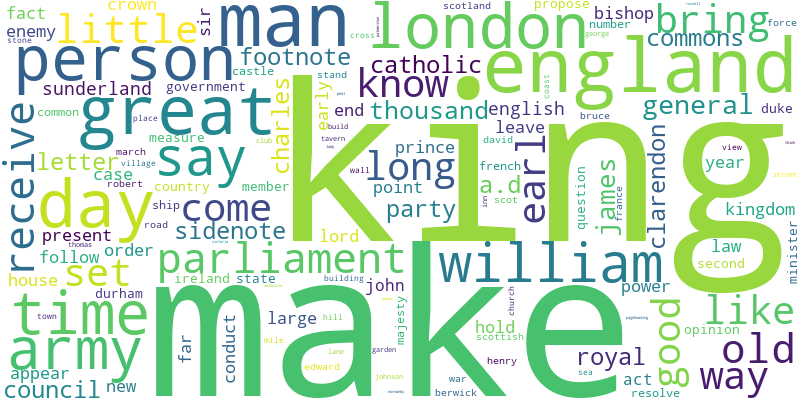 fact crown sir man london scotland propose bishop bring
enemy little footnote cross number force
person commons george
sunderland castle government catholic know england stand
great charles early end thousand english general duke
common place measure build tavern leave bruce
receive letter say march prince david coast clarendon year
case country member long point french view
day village robert wall a.d question james kingdom
ship come party earl scot inn france
present road sidenote king law
follow order thomas lord second minister
set house parliament william power
durham ireland state building john majesty hold good like
time town large hill church scottish opinion
army far conduct mile lane garden henry royal old
appear edward johnson war sea act way
council new make berwick resolve